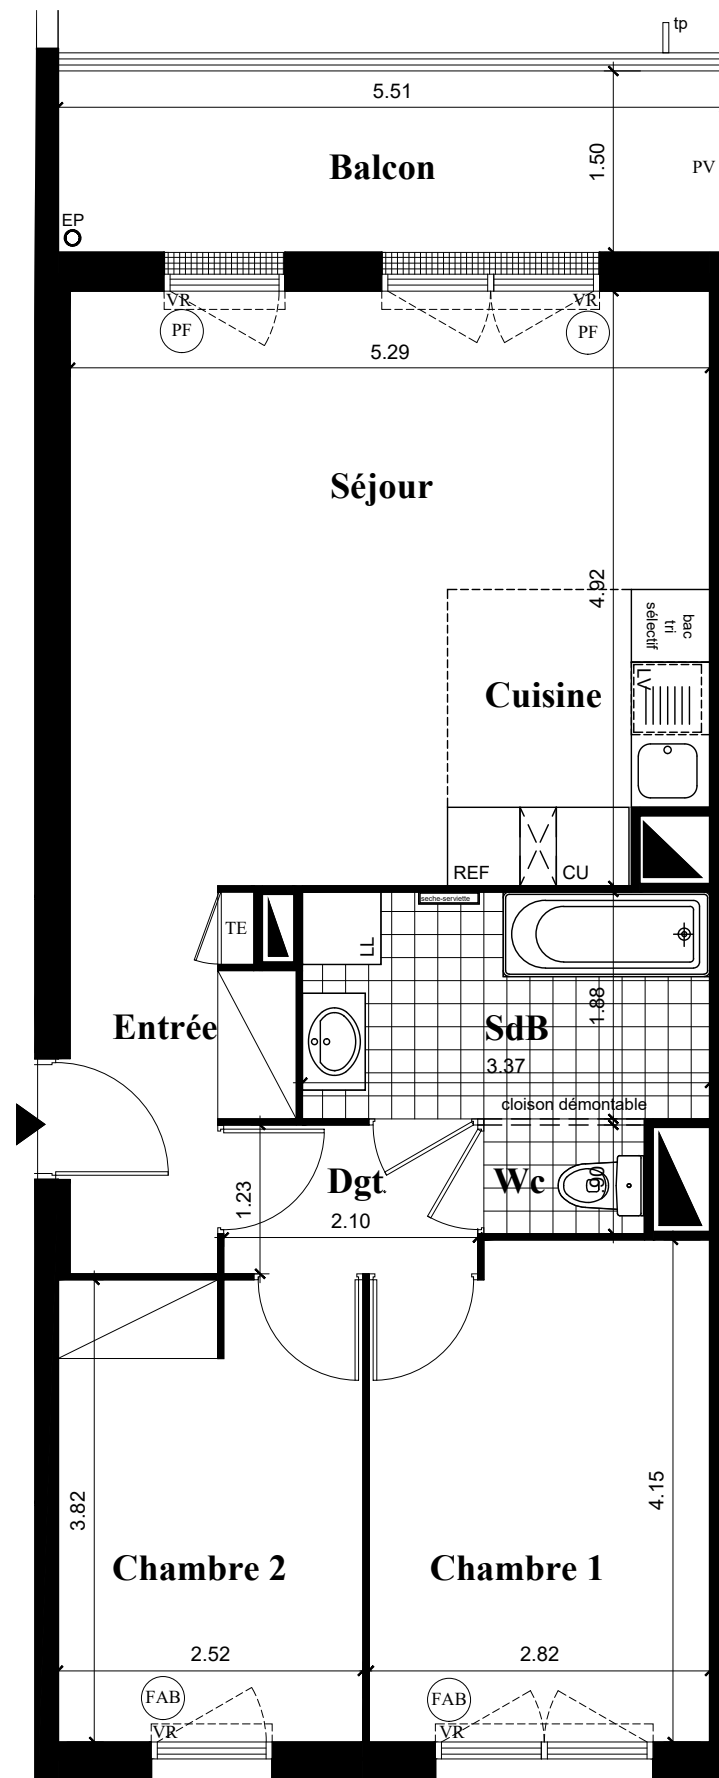 tp
5.51
Balcon
1.50
PV
EP
VR
VR
PF
PF
5.29
Séjour
4.92
bac
tri
sélectif
LV
Cuisine
REF
CU
TE
LL
seche-serviette
Entrée
SdB
1.88
3.37
cloison démontable
Dgt.
Wc
.90
1.23
2.10
3.82
4.15
Chambre 2
Chambre 1
2.52
2.82
FAB
FAB
VR
VR